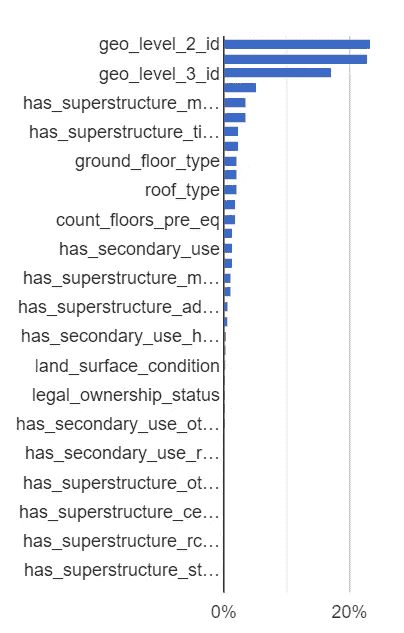 geo_level_2_id
geo_level_3_id
has_superstructure_m...
has_superstructure_ti...
ground_floor_type
roof_type
count_floors_pre_eq
has_secondary_use
has_superstructure_m...
has_superstructure_ad...
has_secondary_use_h...
land_surface_condition
legal_ownership_status
has_secondary_use_ot...
has_secondary_use_r...
has_superstructure_ot...
has_superstructure_ce...
has_superstructure_rc...
has_superstructure_st...
0% 20%